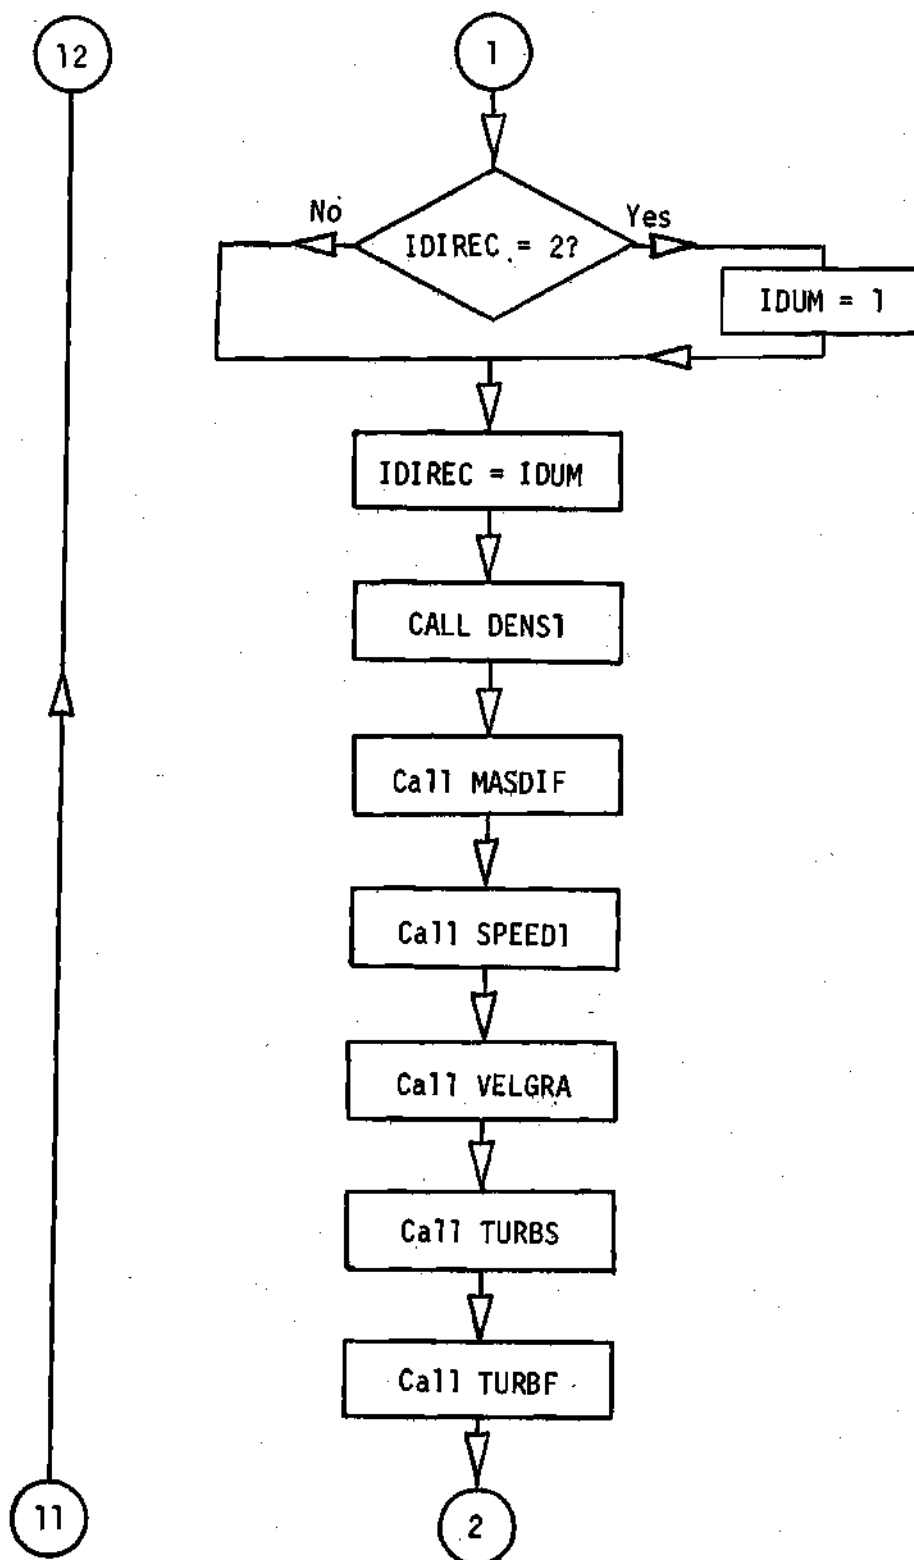 12
1
No
Yes
IDIREC = 2?
IDUM = 1
IDIREC = IDUM
CALL DENS1
Call MASDIF
Call SPEED1
Call VELGRA
Call TURBS
Call TURBF
11
2